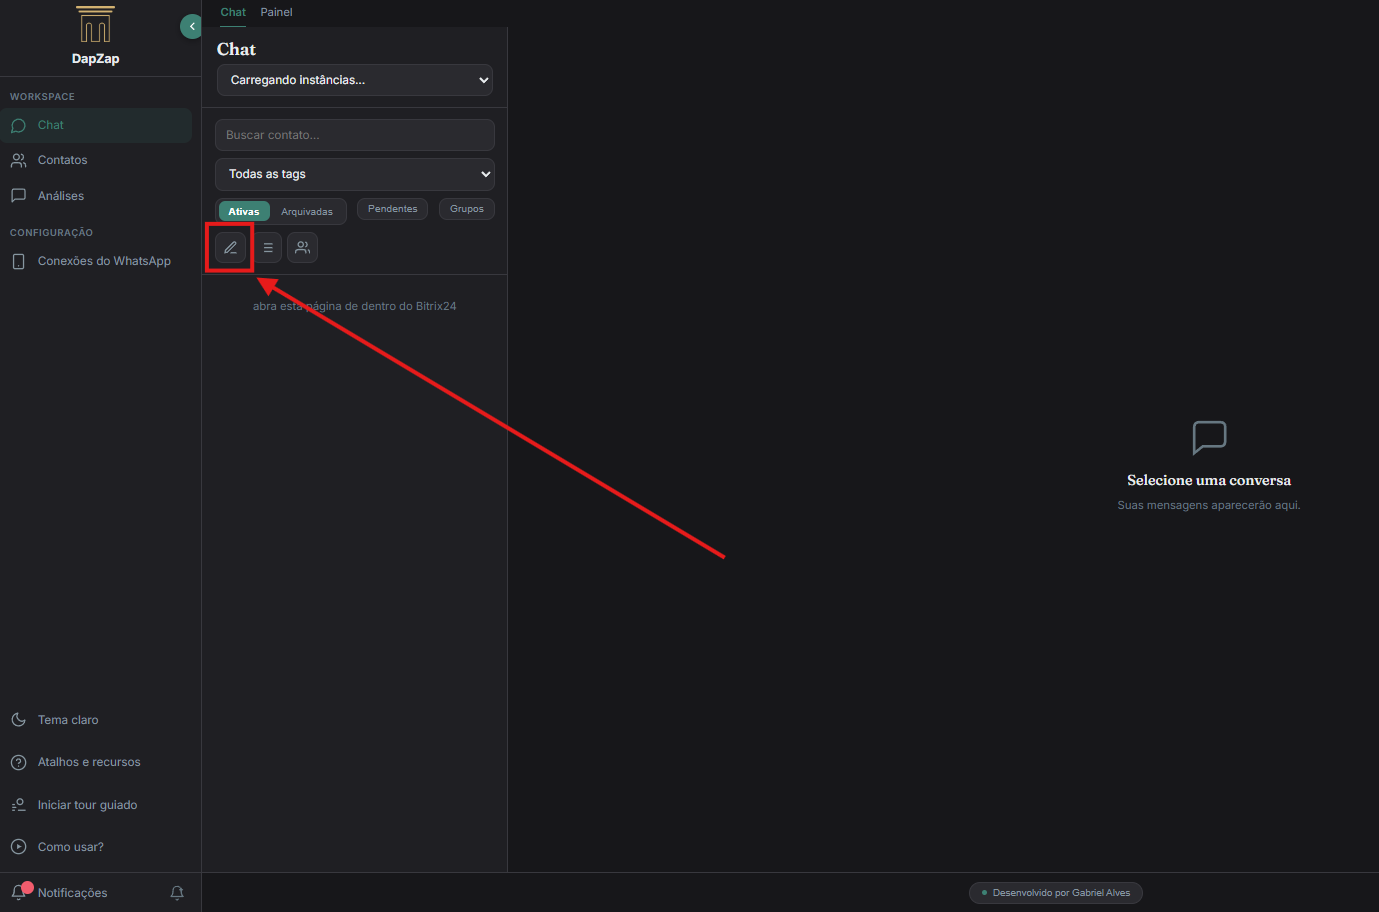 DapZap
WORKSPACE
Chat
Contatos
Análises
CONFIGURAÇÃO
Conexões do WhatsApp
Tema claro
Atalhos e recursos
Iniciar tour guiado
Como usar?
Notificações
Chat Painel
Chat
Carregando instâncias...
Buscar contato...
Todas as tags
Ativas Arquivadas Pendentes Grupos
abra esta página de dentro do Bitrix24
Selecione uma conversa
Suas mensagens aparecerão aqui.
Desenvolvido por Gabriel Alves